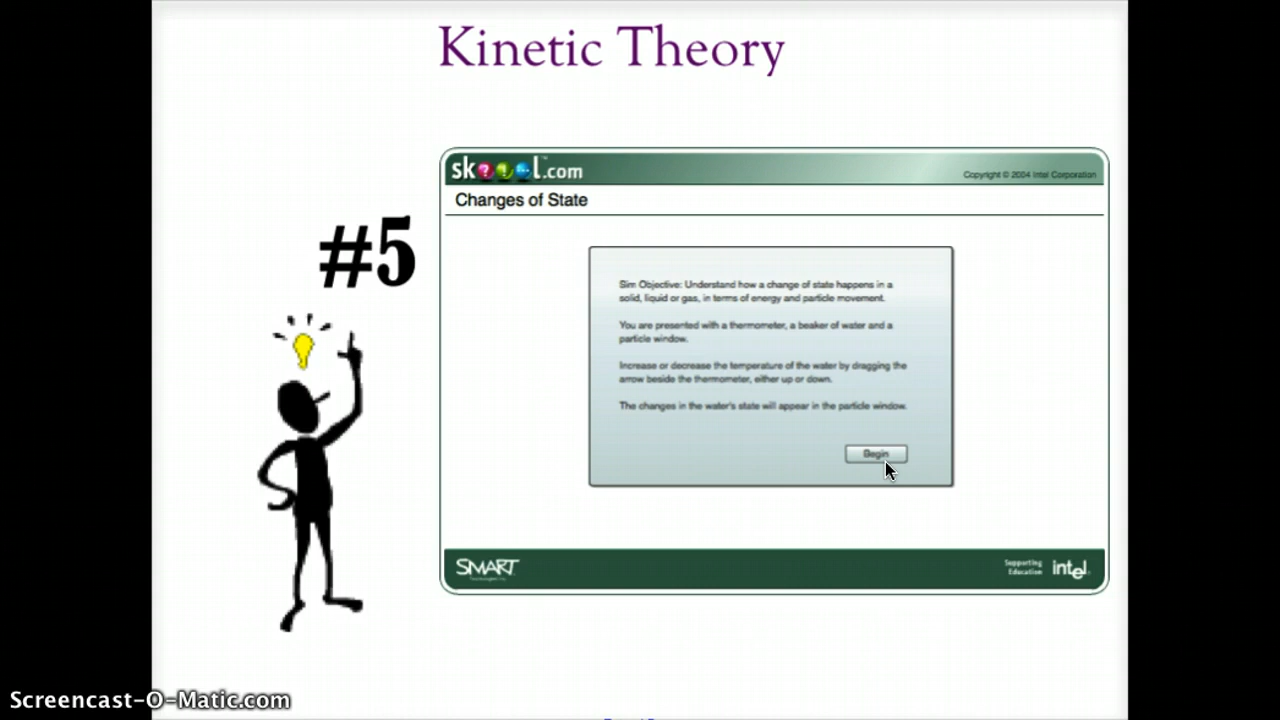 Kinetic Theory
skoool.com
Copyright © 2004 Intel Corporation
Changes of State
#5
Sim Objective: Understand how a change of state happens in a
solid, liquid or gas, in terms of energy and particle movement.
You are presented with a thermometer, a beaker of water and a
particle window.
Increase or decrease the temperature of the water by dragging the
arrow beside the thermometer, either up or down.
The changes in the water's state will appear in the particle window.
Begin
SMART
Technologies Inc.
Supporting
Education
intel
Screencast-O-Matic.com